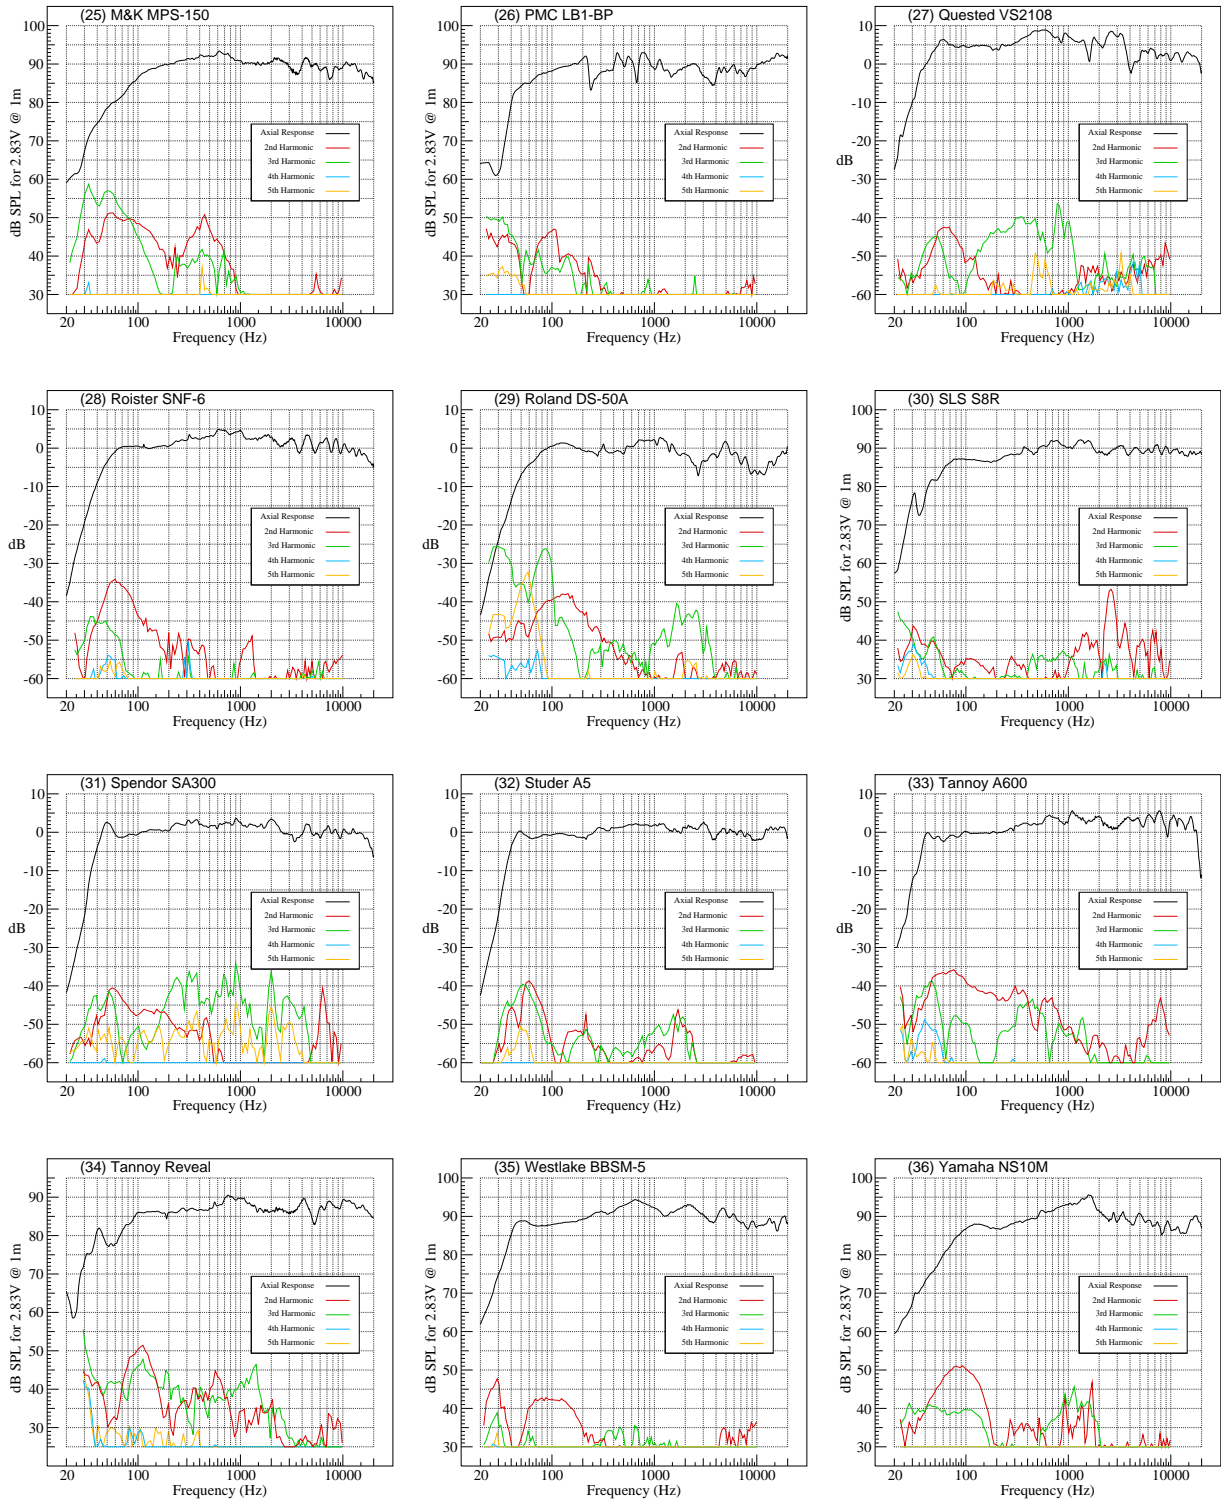 (25) M&K MPS-150
100
90
80
70
60
50
40
30
dB SPL for 2.83V @ 1m
Axial Response
2nd Harmonic
3rd Harmonic
4th Harmonic
5th Harmonic
20 100 1000 10000
Frequency (Hz)
(26) PMC LB1-BP
100
90
80
70
60
50
40
30
dB SPL for 2.83V @ 1m
Axial Response
2nd Harmonic
3rd Harmonic
4th Harmonic
5th Harmonic
20 100 1000 10000
Frequency (Hz)
(27) Quested VS2108
10
0
-10
-20
-30
-40
-50
-60
dB
Axial Response
2nd Harmonic
3rd Harmonic
4th Harmonic
5th Harmonic
20 100 1000 10000
Frequency (Hz)
(28) Roister SNF-6
10
0
-10
-20
-30
-40
-50
-60
dB
Axial Response
2nd Harmonic
3rd Harmonic
4th Harmonic
5th Harmonic
20 100 1000 10000
Frequency (Hz)
(29) Roland DS-50A
10
0
-10
-20
-30
-40
-50
-60
dB
Axial Response
2nd Harmonic
3rd Harmonic
4th Harmonic
5th Harmonic
20 100 1000 10000
Frequency (Hz)
(30) SLS S8R
100
90
80
70
60
50
40
30
dB SPL for 2.83V @ 1m
Axial Response
2nd Harmonic
3rd Harmonic
4th Harmonic
5th Harmonic
20 100 1000 10000
Frequency (Hz)
(31) Spendor SA300
10
0
-10
-20
-30
-40
-50
-60
dB
Axial Response
2nd Harmonic
3rd Harmonic
4th Harmonic
5th Harmonic
20 100 1000 10000
Frequency (Hz)
(32) Studer A5
10
0
-10
-20
-30
-40
-50
-60
dB
Axial Response
2nd Harmonic
3rd Harmonic
4th Harmonic
5th Harmonic
20 100 1000 10000
Frequency (Hz)
(33) Tannoy A600
10
0
-10
-20
-30
-40
-50
-60
dB
Axial Response
2nd Harmonic
3rd Harmonic
4th Harmonic
5th Harmonic
20 100 1000 10000
Frequency (Hz)
(34) Tannoy Reveal
90
80
70
60
50
40
30
dB SPL for 2.83V @ 1m
Axial Response
2nd Harmonic
3rd Harmonic
4th Harmonic
5th Harmonic
20 100 1000 10000
Frequency (Hz)
(35) Westlake BBSM-5
100
90
80
70
60
50
40
30
dB SPL for 2.83V @ 1m
Axial Response
2nd Harmonic
3rd Harmonic
4th Harmonic
5th Harmonic
20 100 1000 10000
Frequency (Hz)
(36) Yamaha NS10M
100
90
80
70
60
50
40
30
dB SPL for 2.83V @ 1m
Axial Response
2nd Harmonic
3rd Harmonic
4th Harmonic
5th Harmonic
20 100 1000 10000
Frequency (Hz)